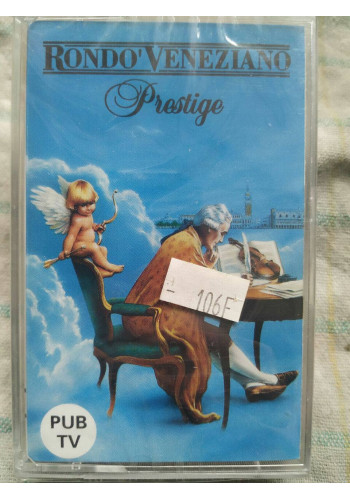 RONDO' VENEZIANO
Prestige
106F
PUB
TV